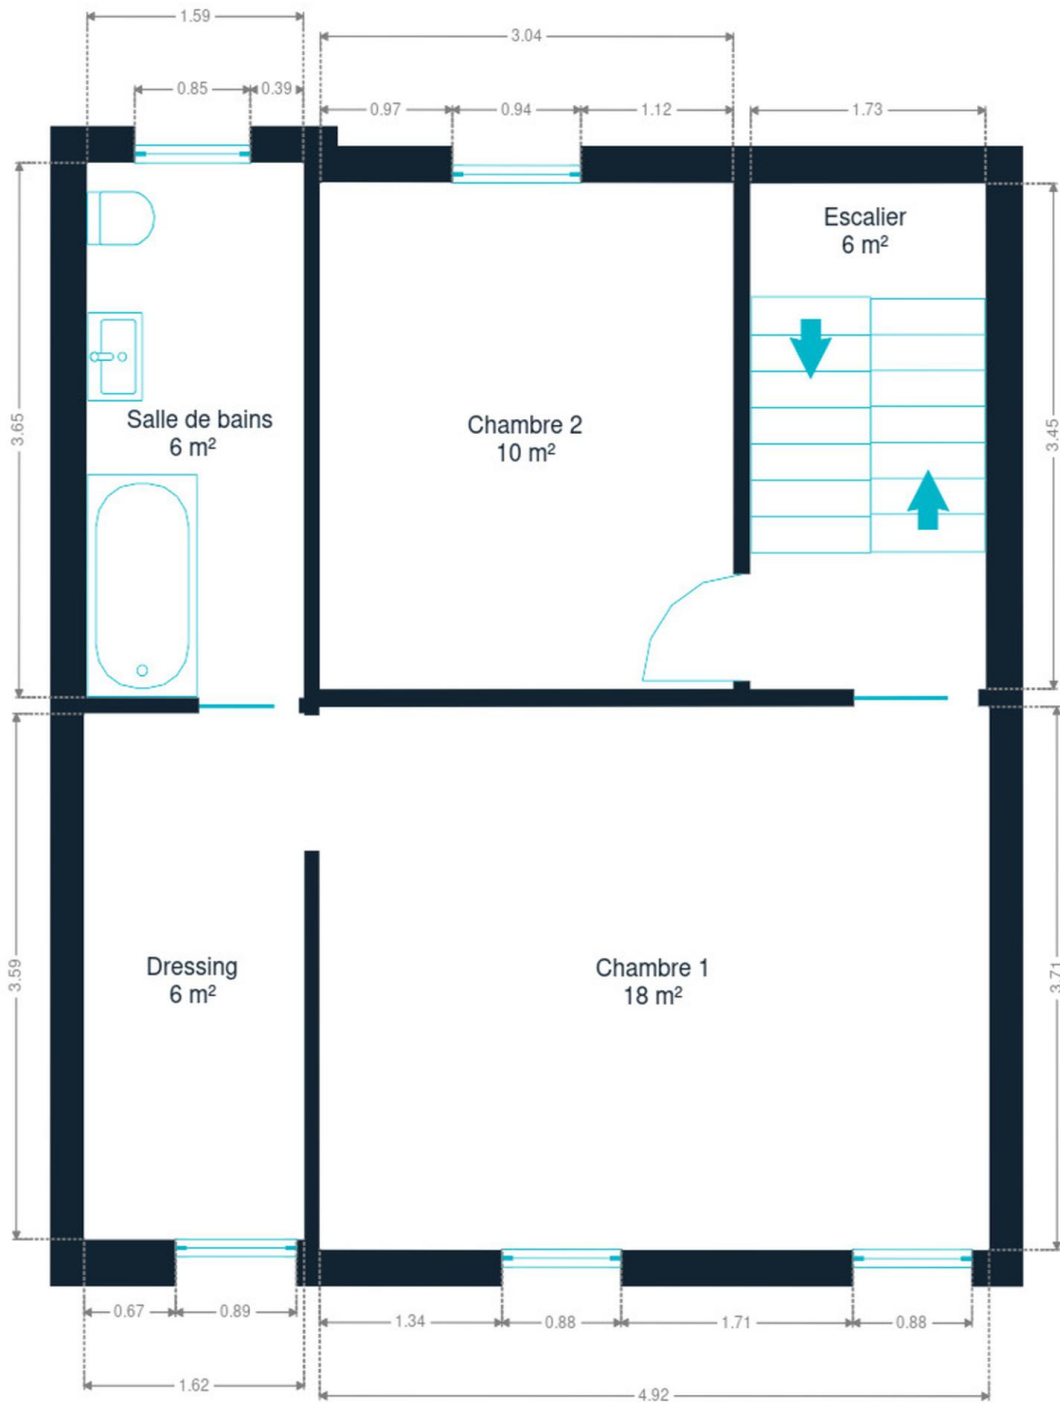 1.59
3.04
0.85
0.39
0.97
0.94
1.12
1.73
Escalier
6 m²
Salle de bains
6 m²
Chambre 2
10 m²
3.65
3.45
Dressing
6 m²
Chambre 1
18 m²
3.59
3.71
0.67
0.89
1.34
0.88
1.71
0.88
1.62
4.92